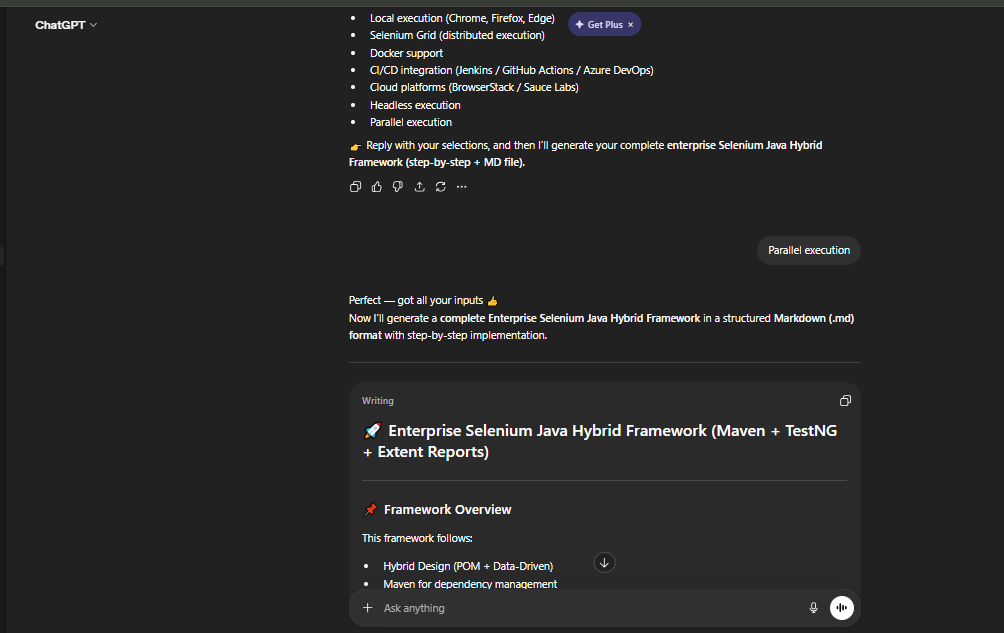 ChatGPT
Local execution (Chrome, Firefox, Edge)
Get Plus ×
Selenium Grid (distributed execution)
Docker support
CI/CD integration (Jenkins / GitHub Actions / Azure DevOps)
Cloud platforms (BrowserStack / Sauce Labs)
Headless execution
Parallel execution
👉 Reply with your selections, and then I'll generate your complete enterprise Selenium Java Hybrid
Framework (step-by-step + MD file).
Parallel execution
Perfect — got all your inputs 👍
Now I'll generate a complete Enterprise Selenium Java Hybrid Framework in a structured Markdown (.md)
format with step-by-step implementation.
Writing
🚀 Enterprise Selenium Java Hybrid Framework (Maven + TestNG
+ Extent Reports)
📌 Framework Overview
This framework follows:
Hybrid Design (POM + Data-Driven)
Maven for dependency management
Ask anything